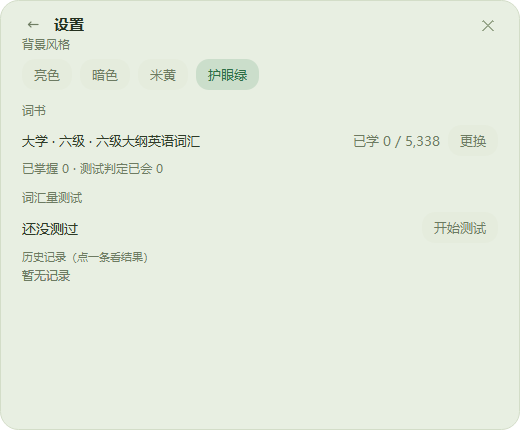 ← 设置
背景风格
亮色 暗色 米黄 护眼绿
词书
大学 · 六级 · 六级大纲英语词汇 已学 0 / 5,338 更换
已掌握 0 · 测试判定已会 0
词汇量测试
还没测过 开始测试
历史记录（点一条看结果）
暂无记录